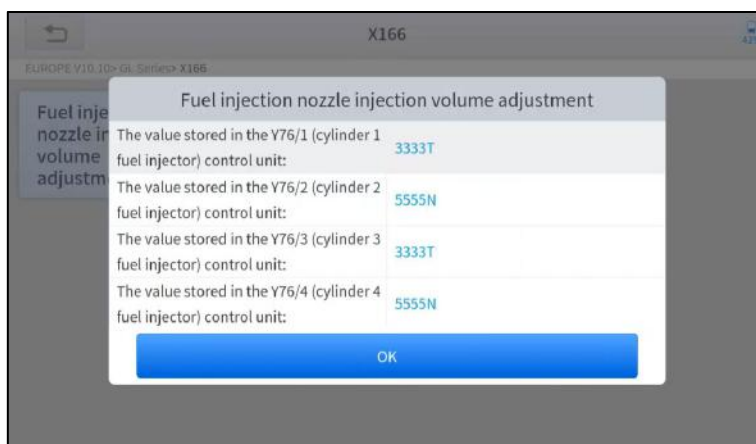 X166
EUROPE V10.10> GL Series> X166
Fuel inje
nozzle in
volume
adjustm
Fuel injection nozzle injection volume adjustment
The value stored in the Y76/1 (cylinder 1
fuel injector) control unit:
3333T
The value stored in the Y76/2 (cylinder 2
fuel injector) control unit:
5555N
The value stored in the Y76/3 (cylinder 3
fuel injector) control unit:
3333T
The value stored in the Y76/4 (cylinder 4
fuel injector) control unit:
5555N
OK